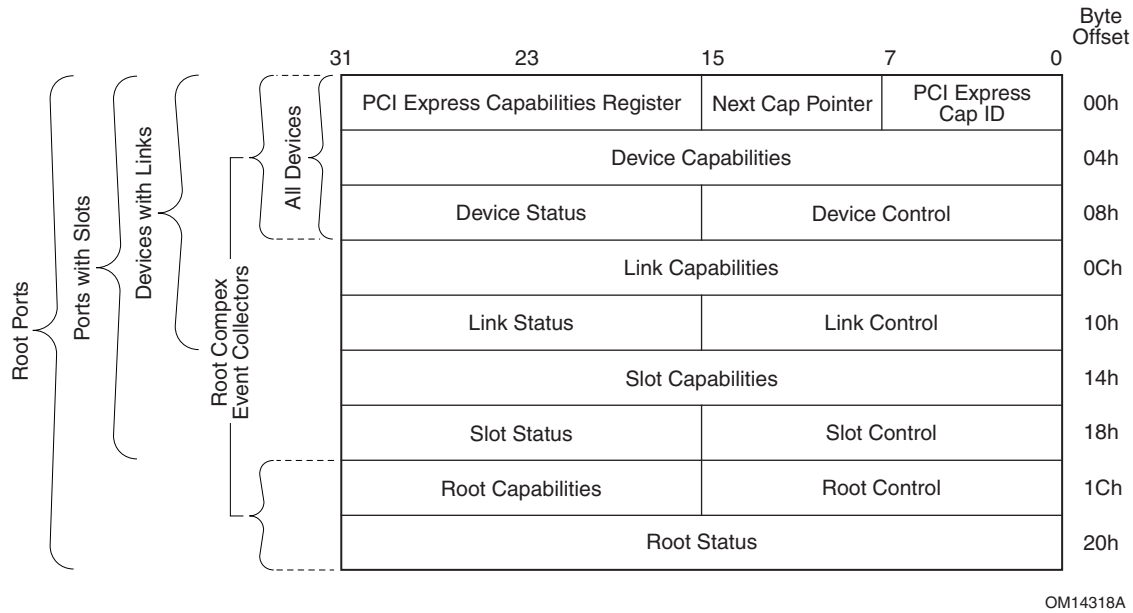 Byte
Offset
31 23 15 7 0
PCI Express Capabilities Register Next Cap Pointer PCI Express
Cap ID 00h
Device Capabilities 04h
Device Status Device Control 08h
Link Capabilities 0Ch
Link Status Link Control 10h
Slot Capabilities 14h
Slot Status Slot Control 18h
Root Capabilities Root Control 1Ch
Root Status 20h
Root Ports
Ports with Slots
Devices with Links
Root Compex
Event Collectors
All Devices
OM14318A